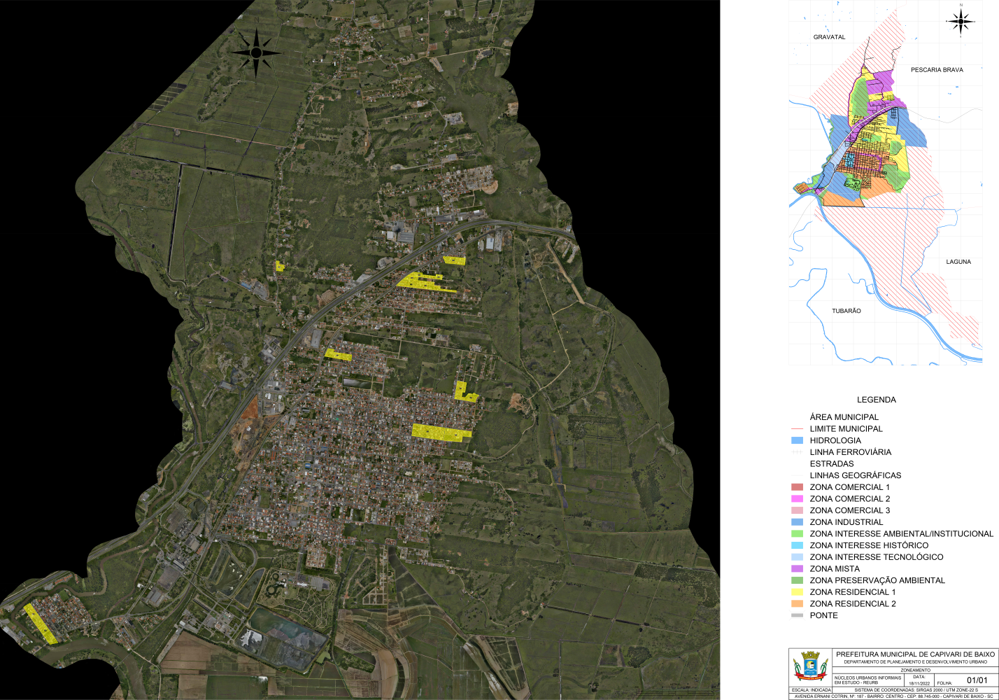 N
GRAVATAL
PESCARIA BRAVA
LAGUNA
TUBARÃO
LEGENDA
ÁREA MUNICIPAL
LIMITE MUNICIPAL
HIDROLOGIA
LINHA FERROVIÁRIA
ESTRADAS
LINHAS GEOGRÁFICAS
ZONA COMERCIAL 1
ZONA COMERCIAL 2
ZONA COMERCIAL 3
ZONA INDUSTRIAL
ZONA INTERESSE AMBIENTAL/INSTITUCIONAL
ZONA INTERESSE HISTÓRICO
ZONA INTERESSE TECNOLÓGICO
ZONA MISTA
ZONA PRESERVAÇÃO AMBIENTAL
ZONA RESIDENCIAL 1
ZONA RESIDENCIAL 2
PONTE
PREFEITURA MUNICIPAL DE CAPIVARI DE BAIXO
DEPARTAMENTO DE PLANEJAMENTO E DESENVOLVIMENTO URBANO
ZONEAMENTO
NÚCLEOS URBANOS INFORMAIS
EM ESTUDO - REURB
DATA:
18/11/2022
FOLHA:
01/01
ESCALA: INDICADA
SISTEMA DE COORDENADAS: SIRGAS 2000 / UTM ZONE-22 S
AVENIDA ERNANI COTRIN, Nº. 187 - BAIRRO: CENTRO - CEP: 88.745-000 - CAPIVARI DE BAIXO - SC